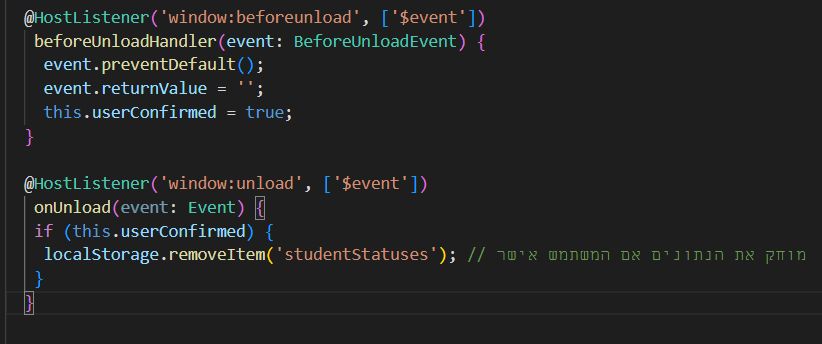 @HostListener('window:beforeunload', ['$event'])
beforeUnloadHandler(event: BeforeUnloadEvent) {
event.preventDefault();
event.returnValue = '';
this.userConfirmed = true;
}
@HostListener('window:unload', ['$event'])
onUnload(event: Event) {
if (this.userConfirmed) {
localStorage.removeItem('studentStatuses'); // מוחק את הנתונים אם המשתמש אישר
}
}